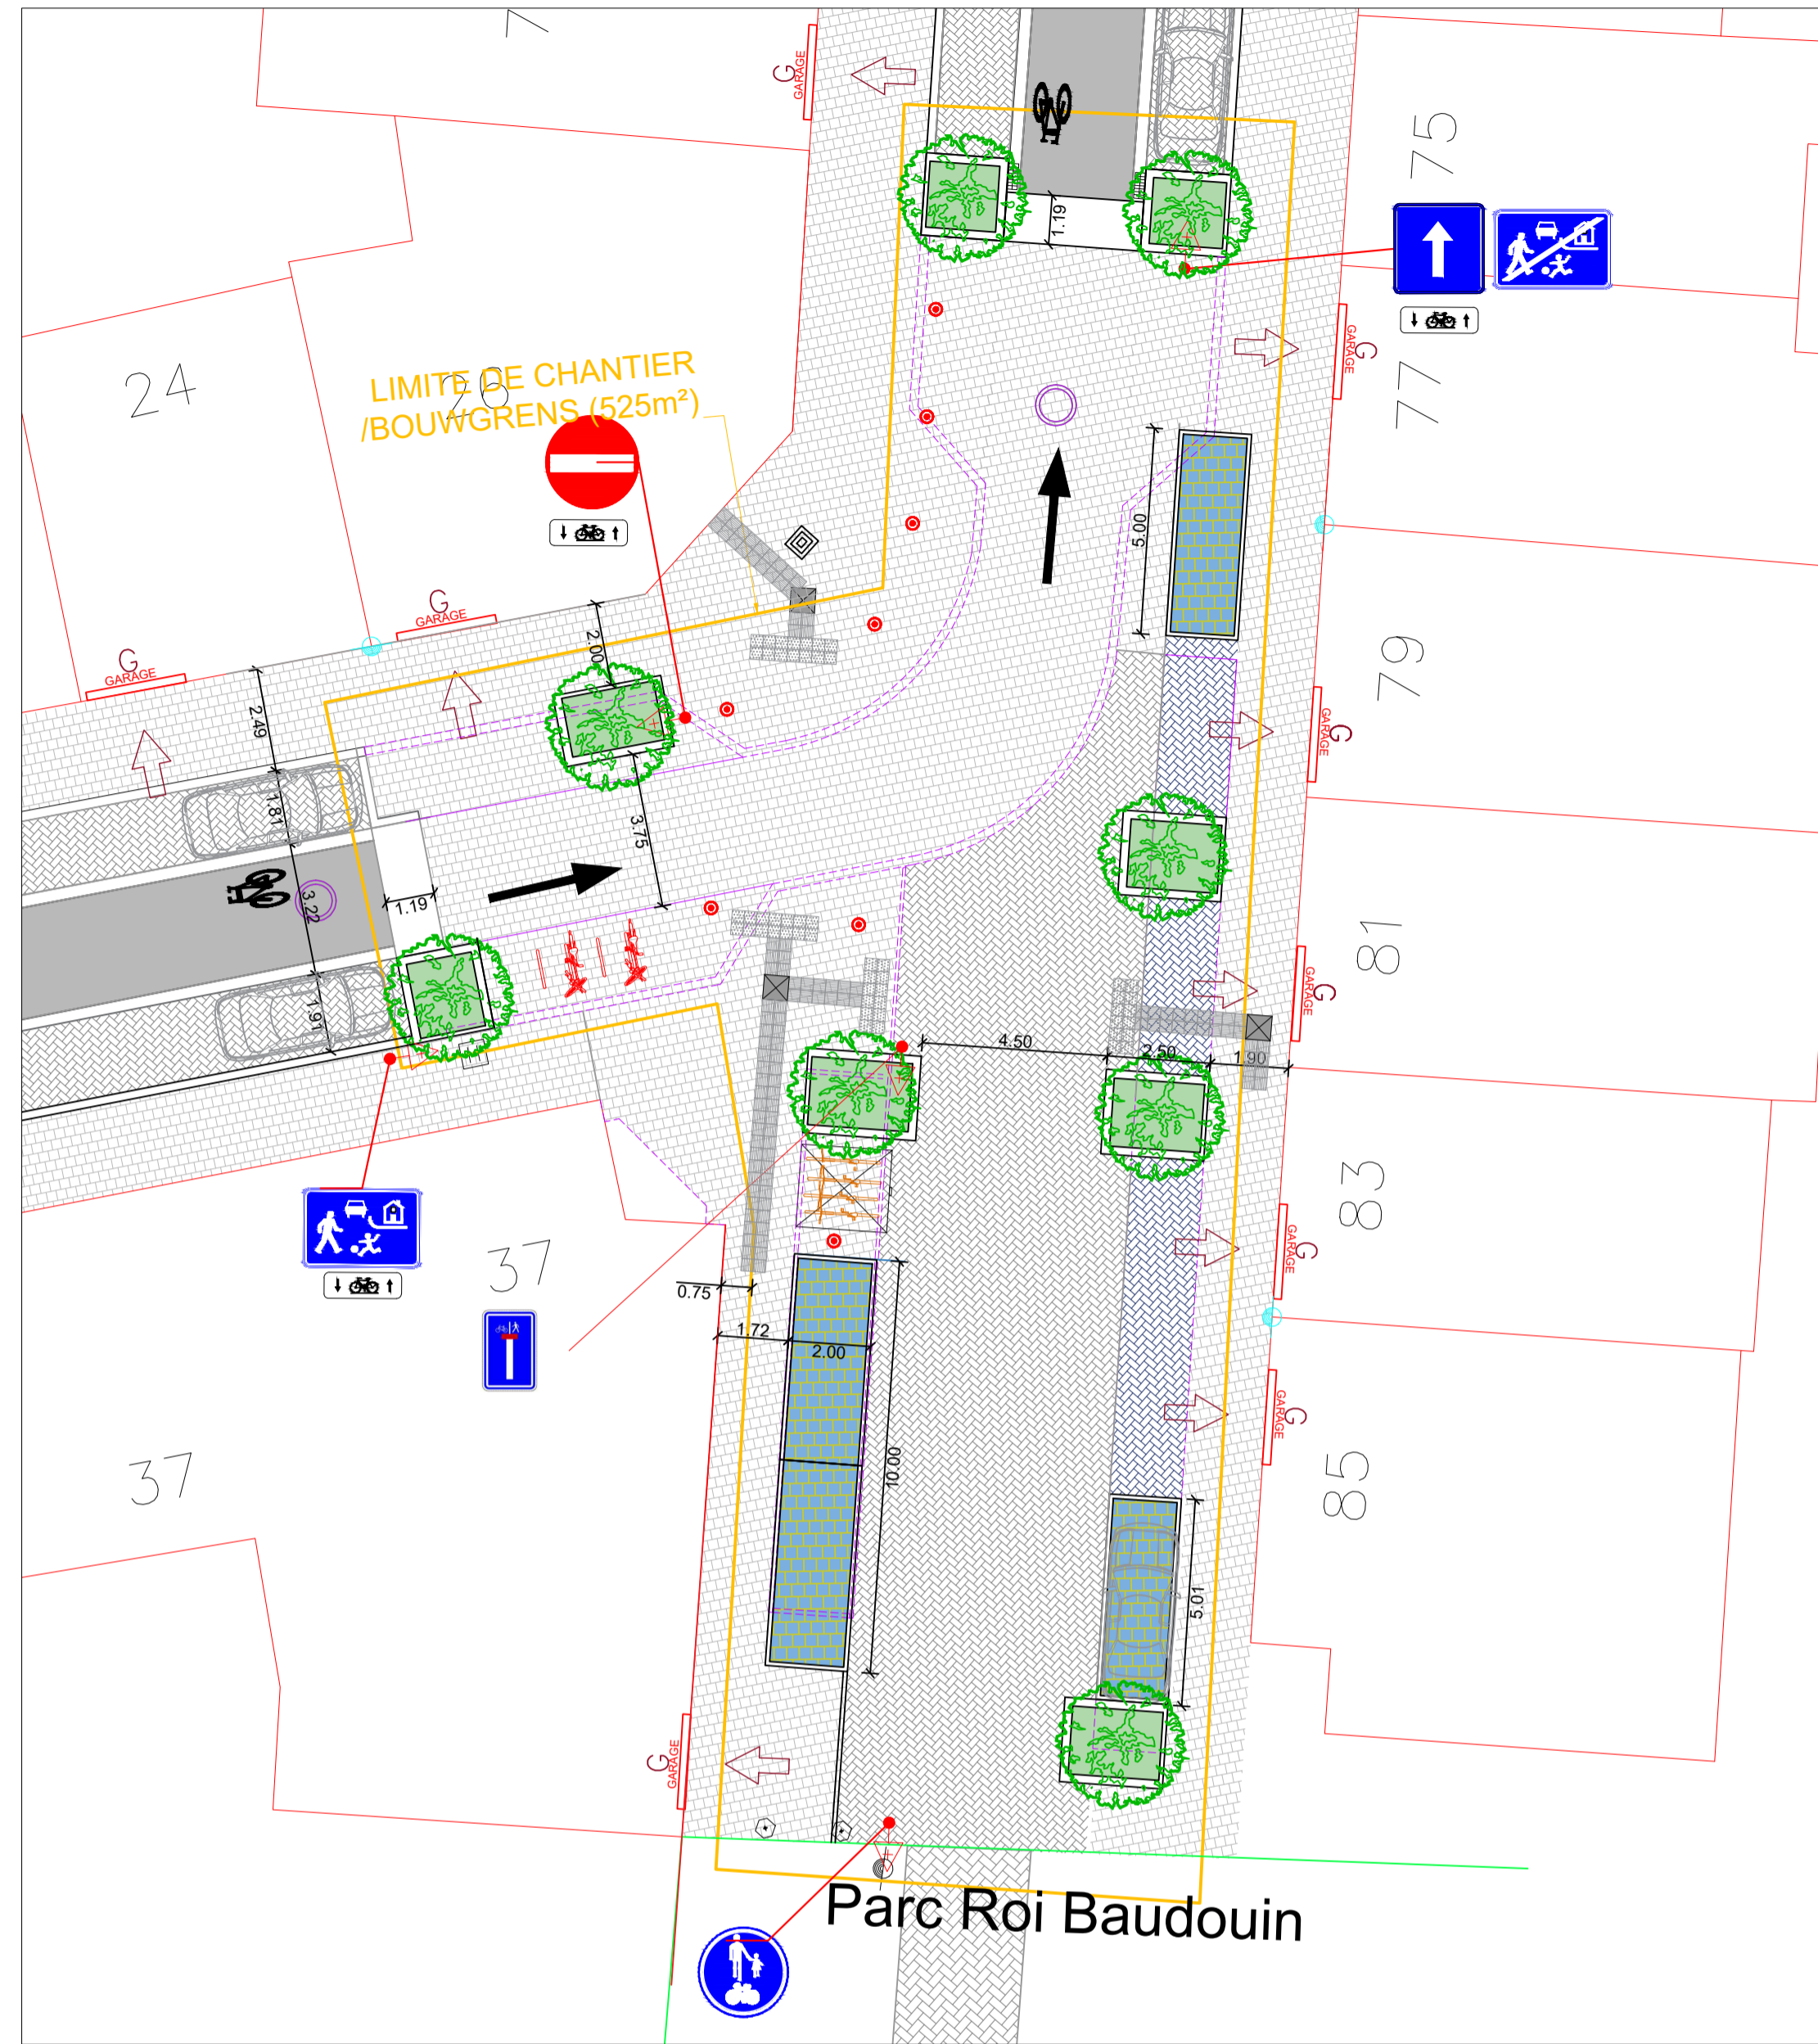 7
G
GARAGE
75
1.19
24
26
LIMITE DE CHANTIER
/BOUWGRENS (525m²)
G
GARAGE
77
5.00
G
GARAGE
2.00
G
GARAGE
2.49
79
G
GARAGE
1.81
3.75
3.22
1.19
1.91
81
G
GARAGE
4.50
2.50
1.90
83
37
G
GARAGE
0.75
1.72
2.00
G
GARAGE
37
10.00
85
5.01
G
GARAGE
Parc Roi Baudouin